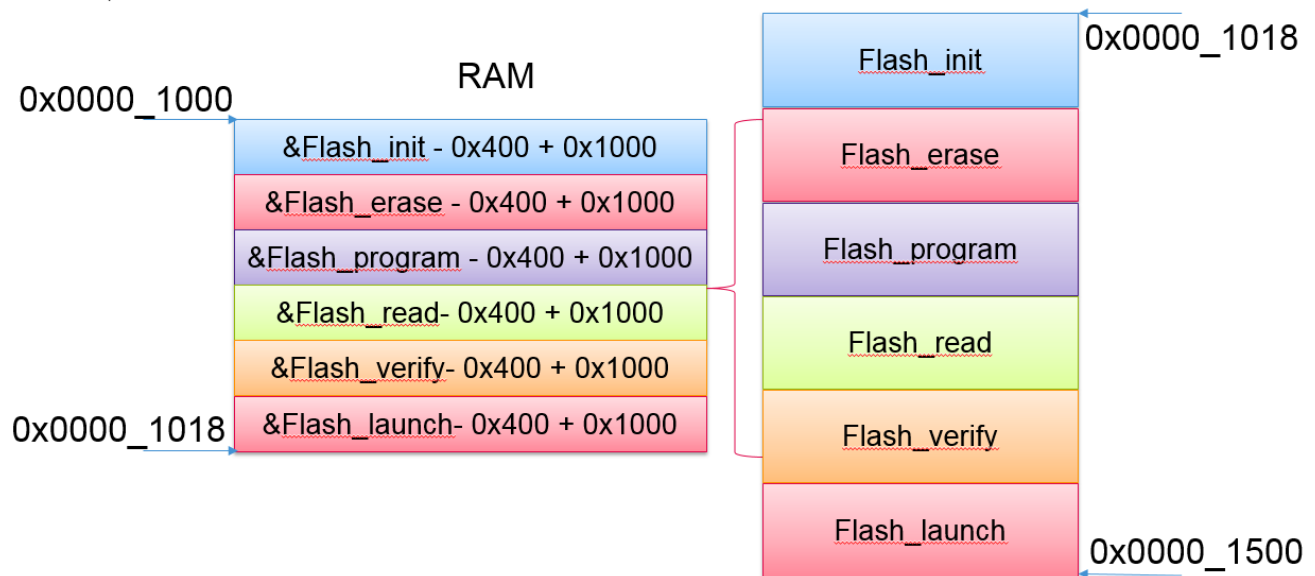 RAM
0x0000_1000
&Flash_init - 0x400 + 0x1000
&Flash_erase - 0x400 + 0x1000
&Flash_program - 0x400 + 0x1000
&Flash_read- 0x400 + 0x1000
&Flash_verify- 0x400 + 0x1000
&Flash_launch- 0x400 + 0x1000
0x0000_1018
0x0000_1018
Flash_init
Flash_erase
Flash_program
Flash_read
Flash_verify
Flash_launch
0x0000_1500